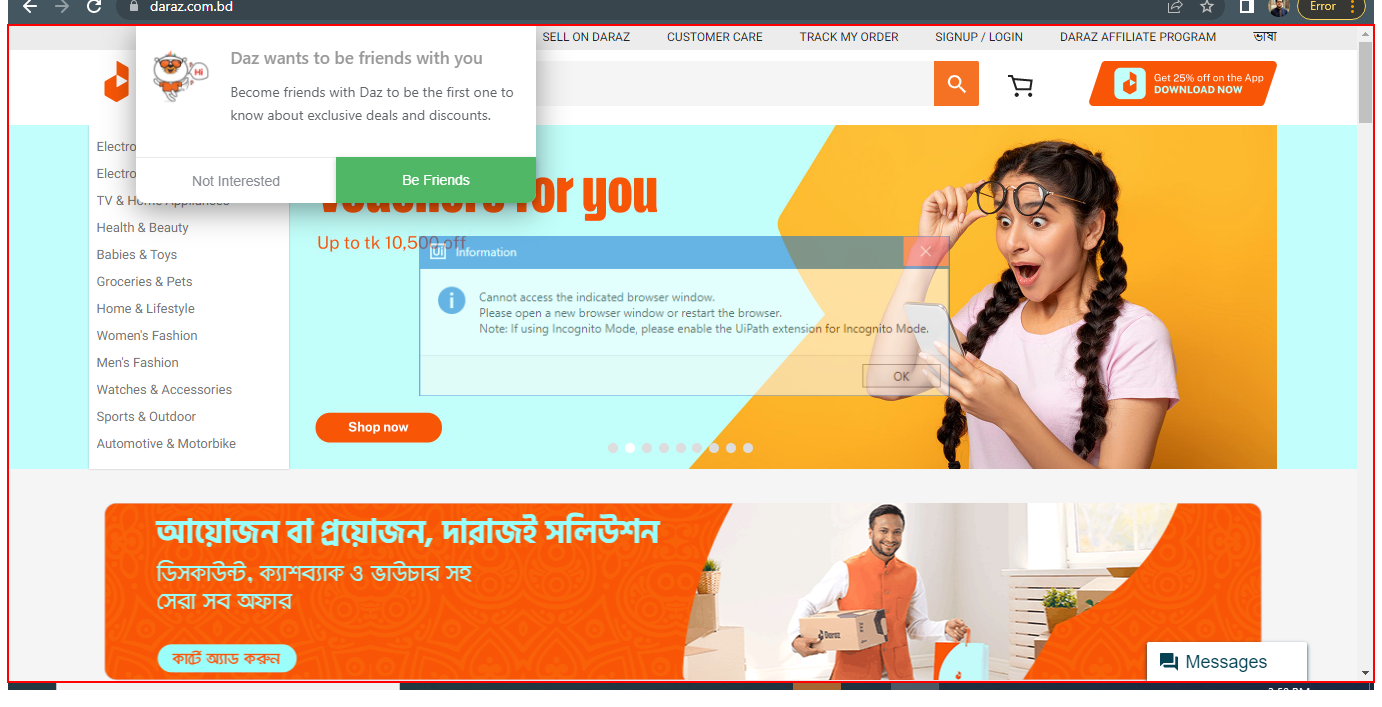 daraz.com.bd
Error
SELL ON DARAZ
CUSTOMER CARE
TRACK MY ORDER
SIGNUP / LOGIN
DARAZ AFFILIATE PROGRAM
ভাষা
Daz wants to be friends with you
Hi
Become friends with Daz to be the first one to
know about exclusive deals and discounts.
Not Interested
Be Friends
Get 25% off on the App
DOWNLOAD NOW
Electro
Electro
TV & Home Appliances
Health & Beauty
Babies & Toys
Groceries & Pets
Home & Lifestyle
Women's Fashion
Men's Fashion
Watches & Accessories
Sports & Outdoor
Automotive & Motorbike
Vouchers for you
Up to tk 10,500 off
Ui Information
Cannot access the indicated browser window.
Please open a new browser window or restart the browser.
Note: If using Incognito Mode, please enable the UiPath extension for Incognito Mode.
OK
Shop now
আয়োজন বা প্রয়োজন, দারাজই সলিউশন
ডিসকাউন্ট, ক্যাশব্যাক ও ভাউচার সহ
সেরা সব অফার
কার্টে অ্যাড করুন
Daraz
Messages